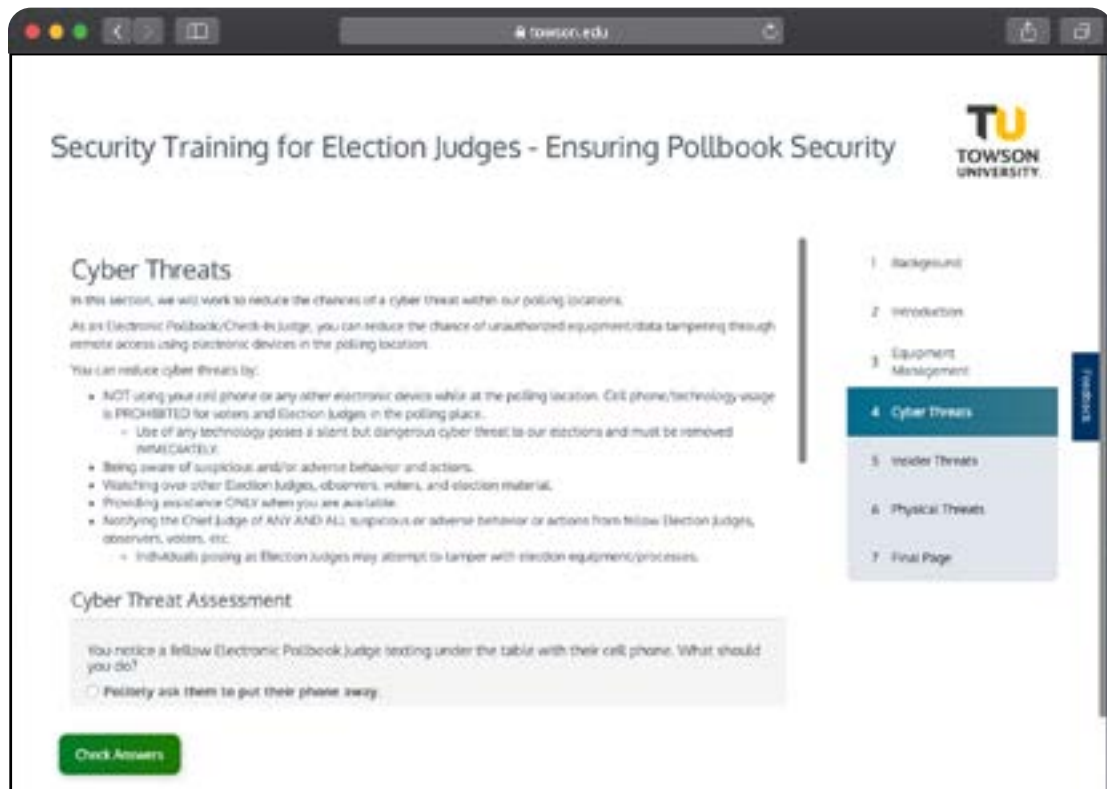 towson.edu
Security Training for Election Judges - Ensuring Pollbook Security
TU
TOWSON
UNIVERSITY.
Cyber Threats
In this section, we will work to reduce the chances of a cyber threat within our polling locations.
As an Electronic Pollbook/Check-In Judge, you can reduce the chance of unauthorized equipment/data tampering through
remote access using electronic devices in the polling location.
You can reduce cyber threats by:
• NOT using your cell phone or any other electronic device while at the polling location. Cell phone/technology usage
is PROHIBITED for voters and Election Judges in the polling place.
◦ Use of any technology poses a silent but dangerous cyber threat to our elections and must be removed
IMMEDIATELY.
• Being aware of suspicious and/or adverse behavior and actions.
• Watching over other Election Judges, observers, voters, and election material.
• Providing assistance ONLY when you are available.
• Notifying the Chief Judge of ANY AND ALL suspicious or adverse behavior or actions from fellow Election Judges,
observers, voters, etc.
◦ Individuals posing as Election Judges may attempt to tamper with election equipment/processes.
Cyber Threat Assessment
You notice a fellow Electronic Pollbook Judge texting under the table with their cell phone. What should
you do?
Politely ask them to put their phone away.
Check Answers
1 Background
2 Introduction
3 Equipment
Management
4 Cyber Threats
5 Insider Threats
6 Physical Threats
7 Final Page
Feedback